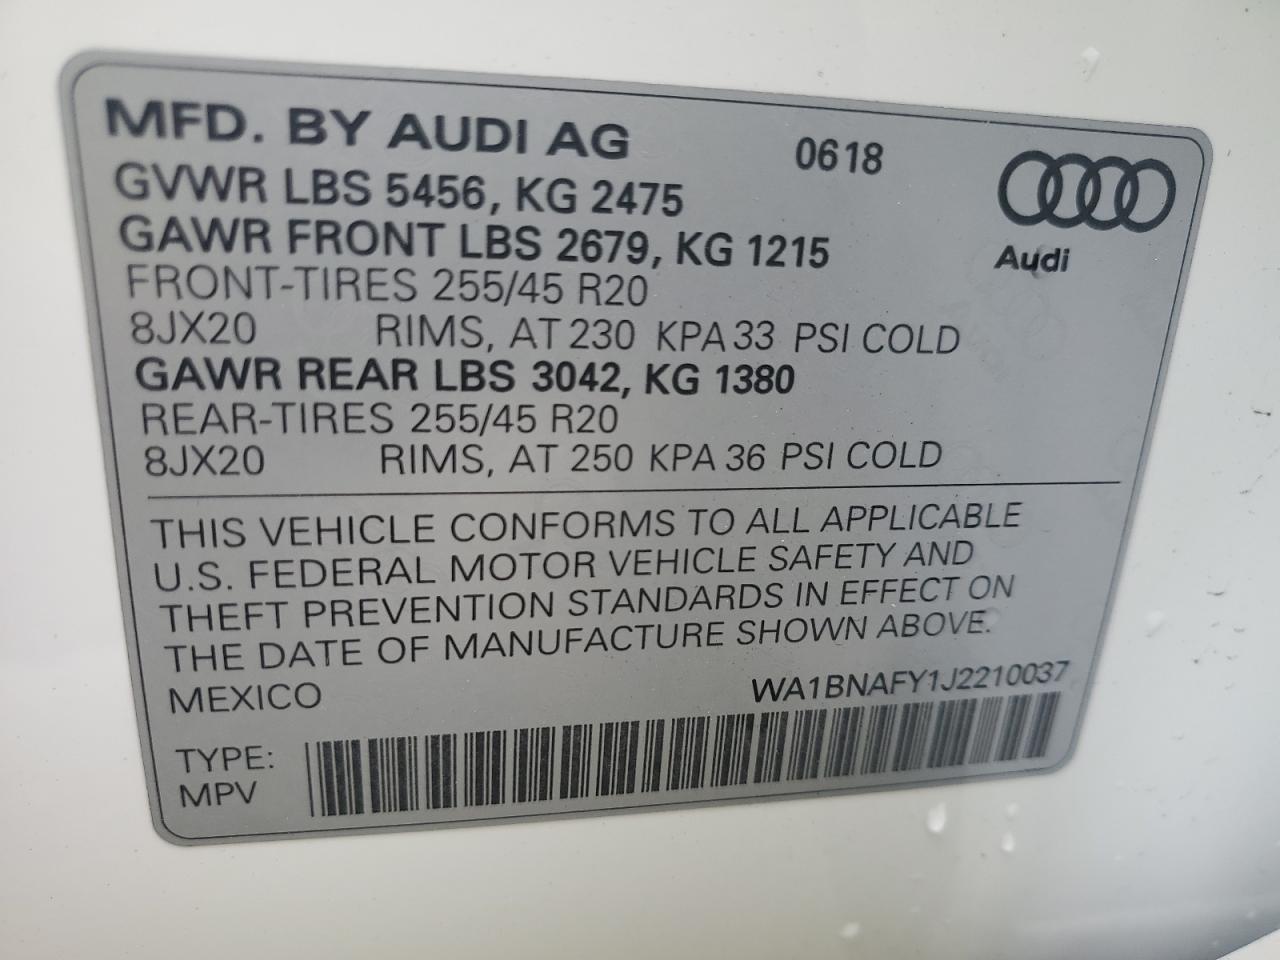 MFD. BY AUDI AG 0618
GVWR LBS 5456, KG 2475
GAWR FRONT LBS 2679, KG 1215
Audi
FRONT-TIRES 255/45 R20
8JX20 RIMS, AT 230 KPA 33 PSI COLD
GAWR REAR LBS 3042, KG 1380
REAR-TIRES 255/45 R20
8JX20 RIMS, AT 250 KPA 36 PSI COLD
THIS VEHICLE CONFORMS TO ALL APPLICABLE
U.S. FEDERAL MOTOR VEHICLE SAFETY AND
THEFT PREVENTION STANDARDS IN EFFECT ON
THE DATE OF MANUFACTURE SHOWN ABOVE.
MEXICO WA1BNAFY1J2210037
TYPE:
MPV